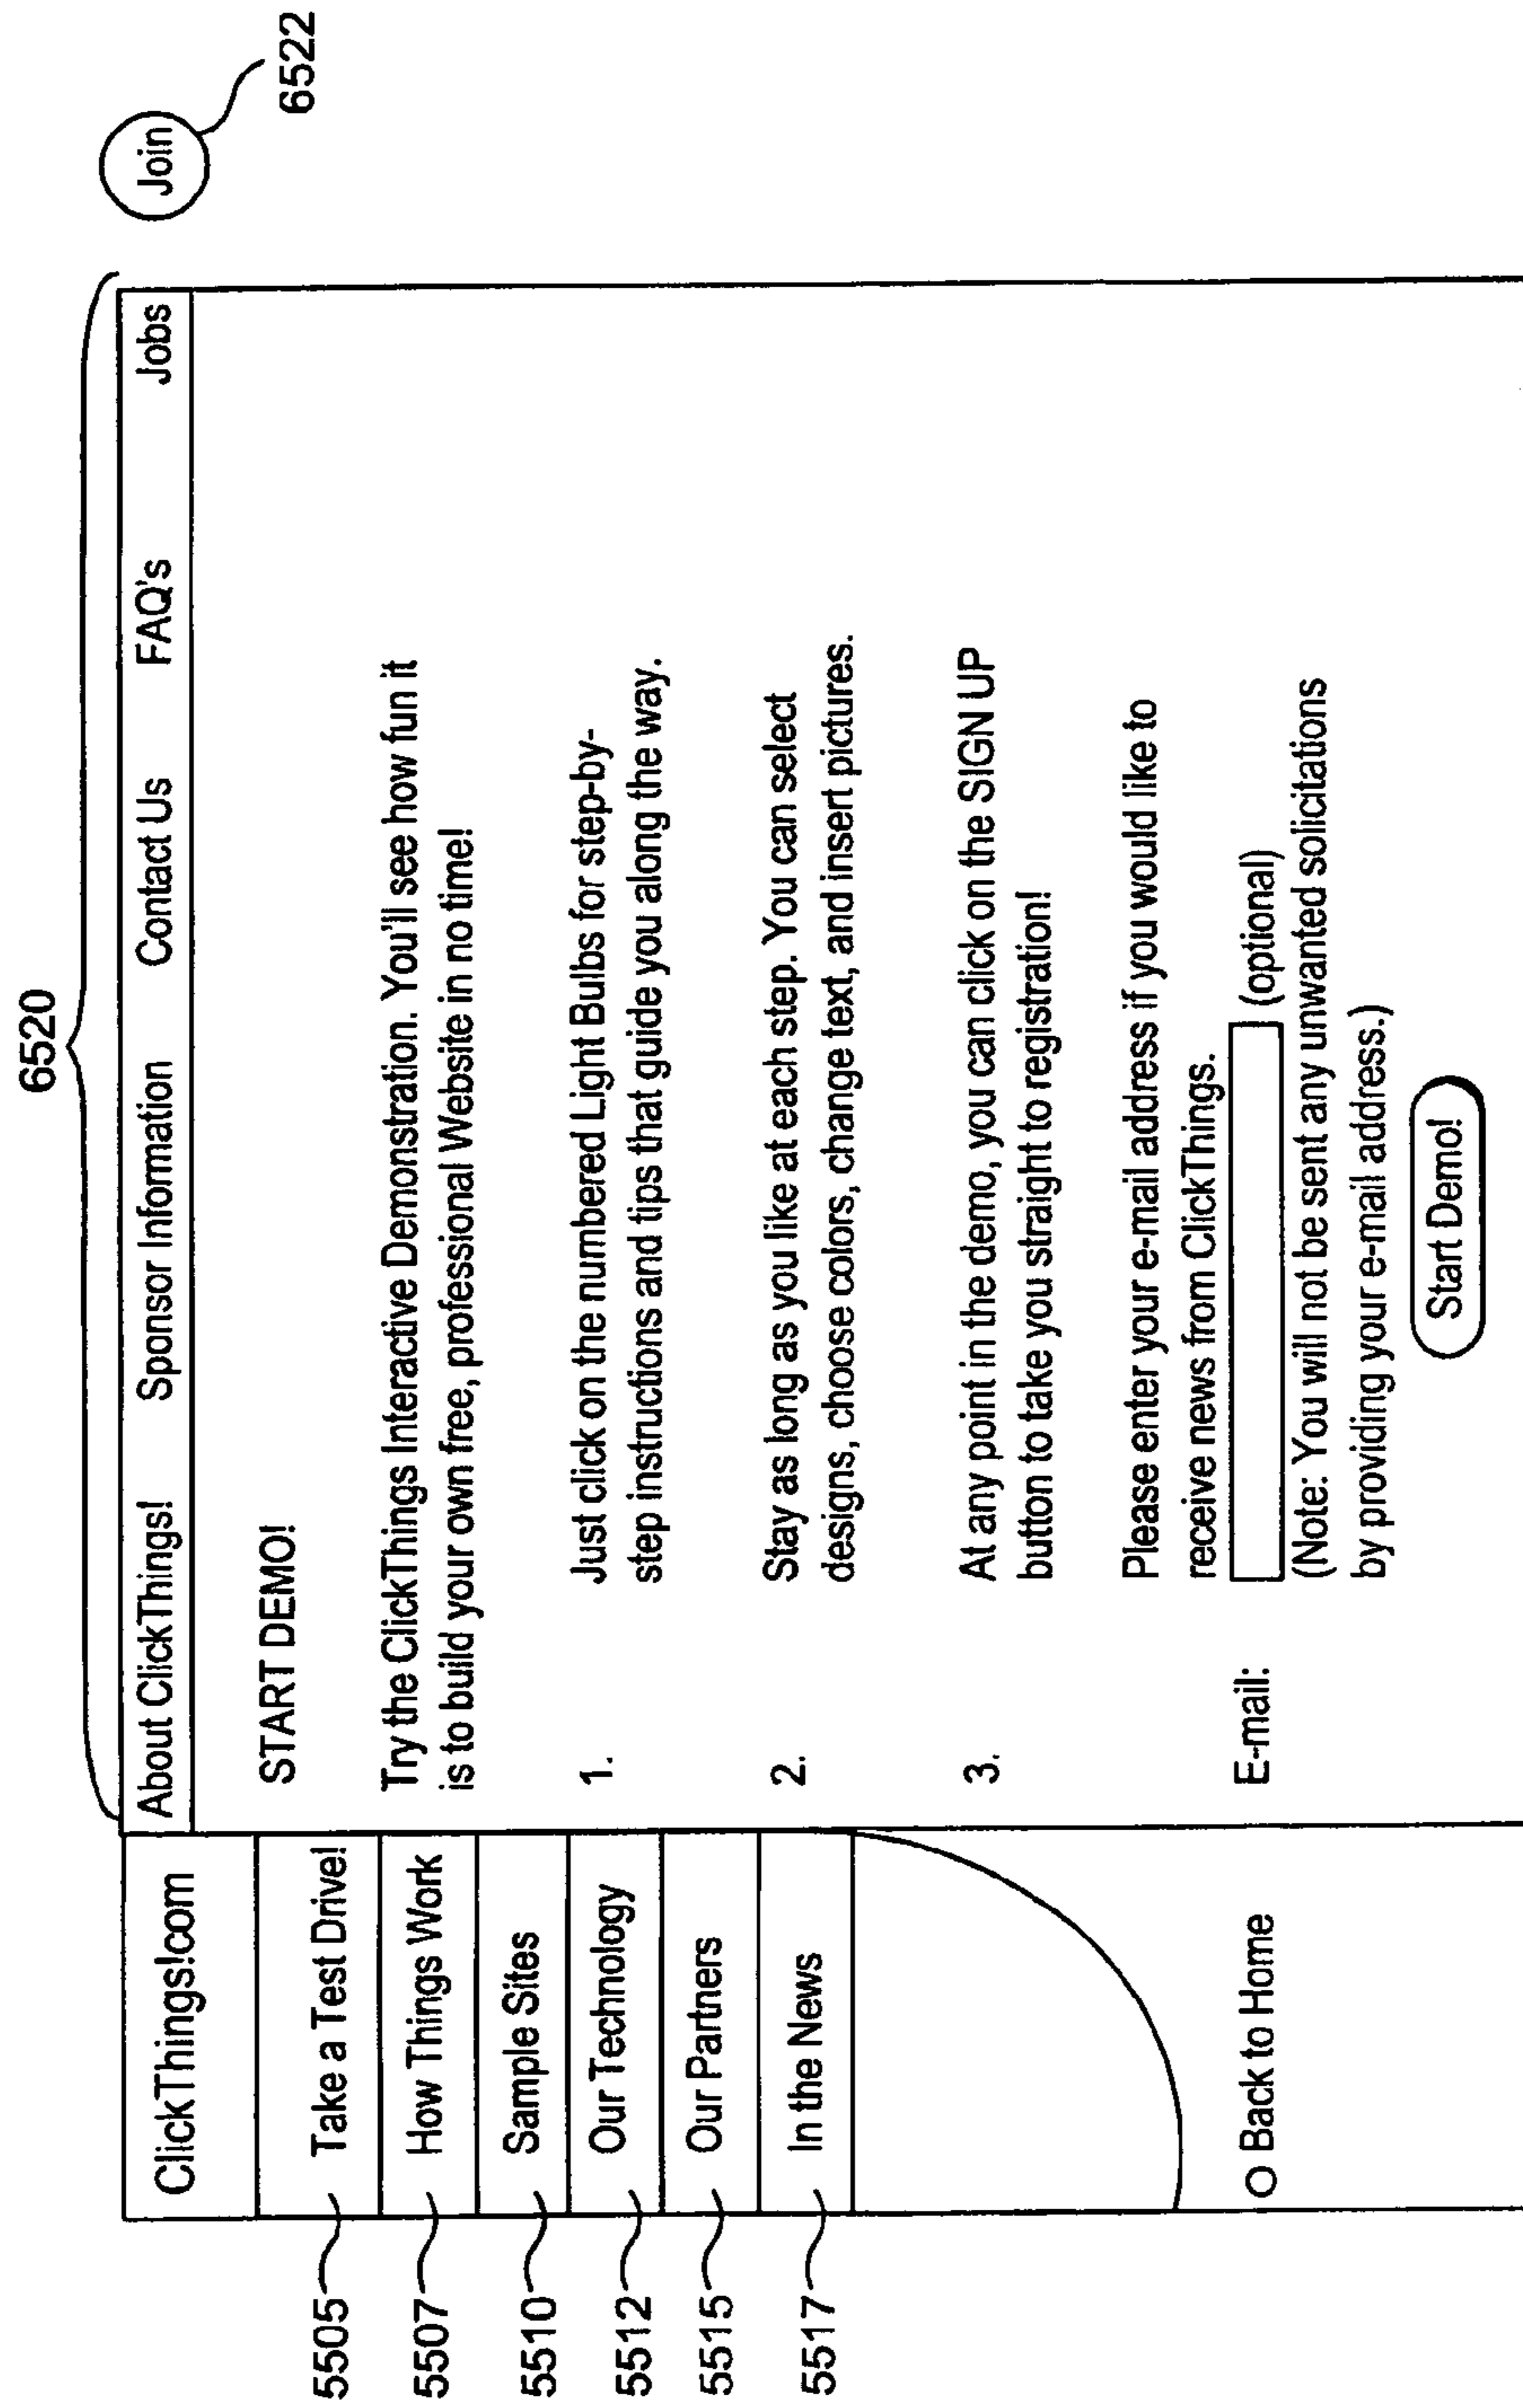 6520
Join
6522
ClickThings!com
About ClickThings! Sponsor Information Contact Us FAQ's Jobs
5505
Take a Test Drive!
5507
How Things Work
5510
Sample Sites
5512
Our Technology
5515
Our Partners
5517
In the News
O Back to Home
START DEMO!
Try the ClickThings Interactive Demonstration. You'll see how fun it
is to build your own free, professional Website in no time!
1. Just click on the numbered Light Bulbs for step-by-
step instructions and tips that guide you along the way.
2. Stay as long as you like at each step. You can select
designs, choose colors, change text, and insert pictures.
3. At any point in the demo, you can click on the SIGN UP
button to take you straight to registration!
Please enter your e-mail address if you would like to
receive news from ClickThings.
E-mail: (optional)
(Note: You will not be sent any unwanted solicitations
by providing your e-mail address.)
Start Demo!